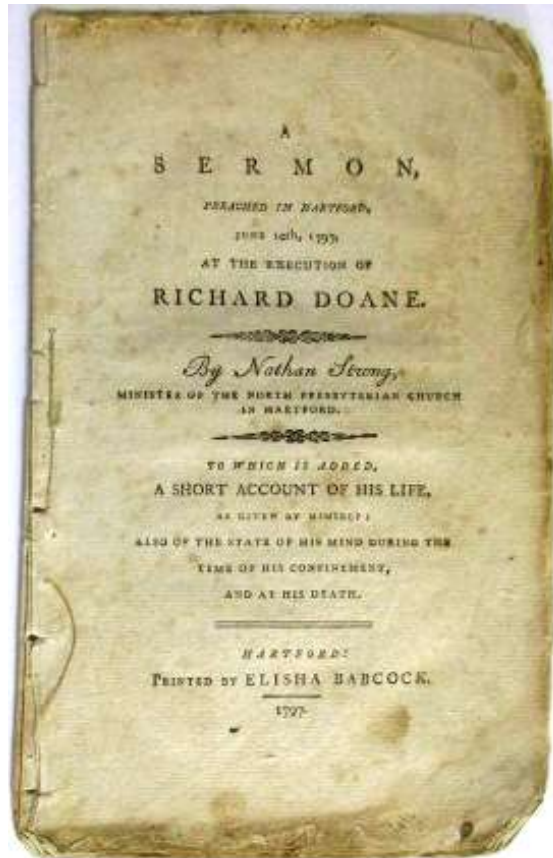 A
SERMON,
PREACHED IN HARTFORD,
JUNE 10th, 1797,
AT THE EXECUTION OF
RICHARD DOANE.
By Nathan Strong,
MINISTER OF THE NORTH PRESBYTERIAN CHURCH
IN HARTFORD.
TO WHICH IS ADDED,
A SHORT ACCOUNT OF HIS LIFE,
AS GIVEN BY HIMSELF;
ALSO OF THE STATE OF HIS MIND DURING THE
TIME OF HIS CONFINEMENT,
AND AT HIS DEATH.
HARTFORD:
PRINTED BY ELISHA BABCOCK.
1797.